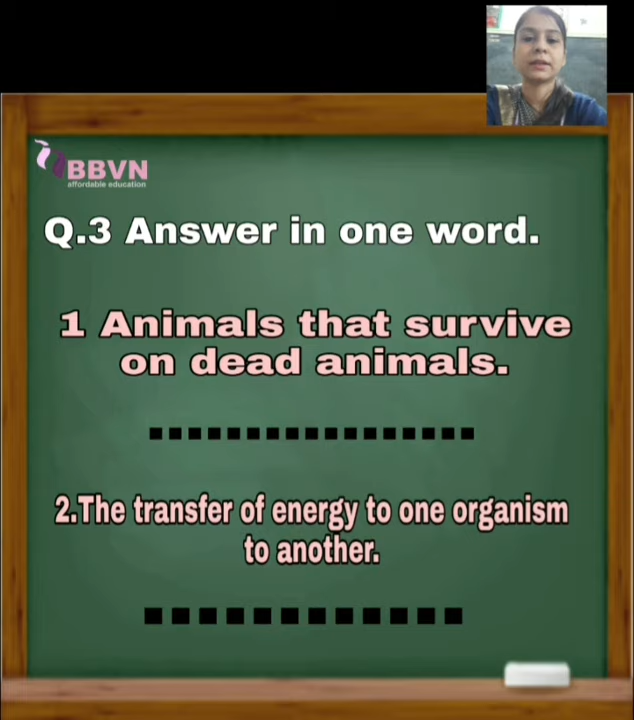 BBVN
affordable education
Q.3 Answer in one word.
1 Animals that survive
on dead animals.
2.The transfer of energy to one organism
to another.